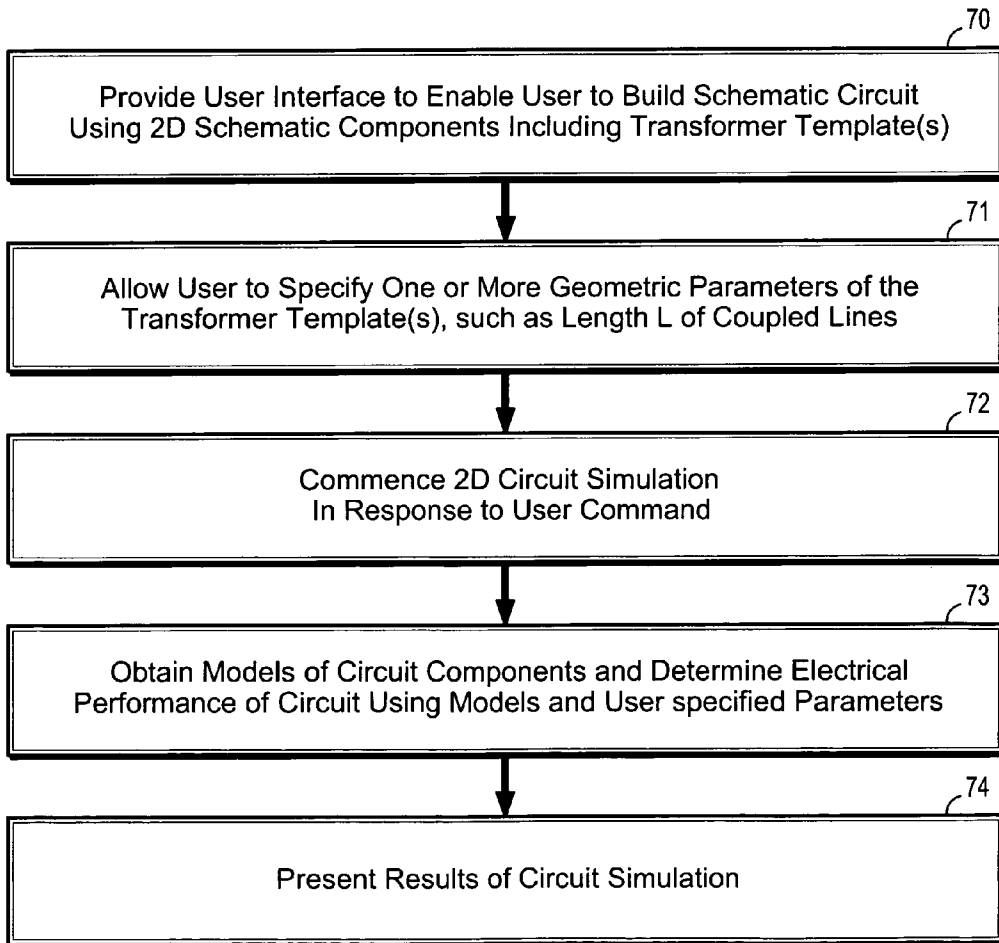 70
Provide User Interface to Enable User to Build Schematic Circuit
Using 2D Schematic Components Including Transformer Template(s)
71
Allow User to Specify One or More Geometric Parameters of the
Transformer Template(s), such as Length L of Coupled Lines
72
Commence 2D Circuit Simulation
In Response to User Command
73
Obtain Models of Circuit Components and Determine Electrical
Performance of Circuit Using Models and User specified Parameters
74
Present Results of Circuit Simulation